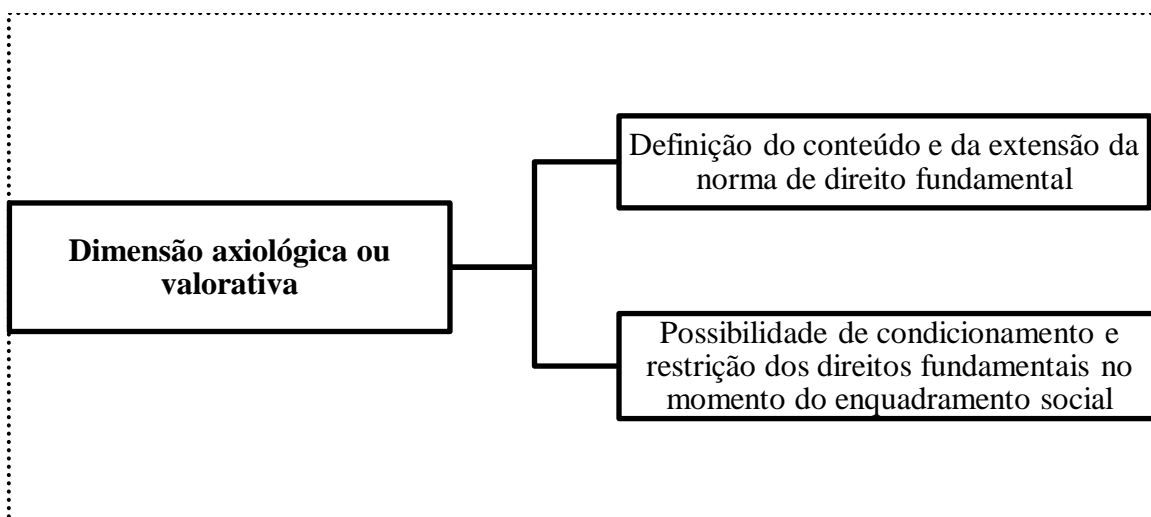 Dimensão axiológica ou
valorativa
Definição do conteúdo e da extensão da
norma de direito fundamental
Possibilidade de condicionamento e
restrição dos direitos fundamentais no
momento do enquadramento social